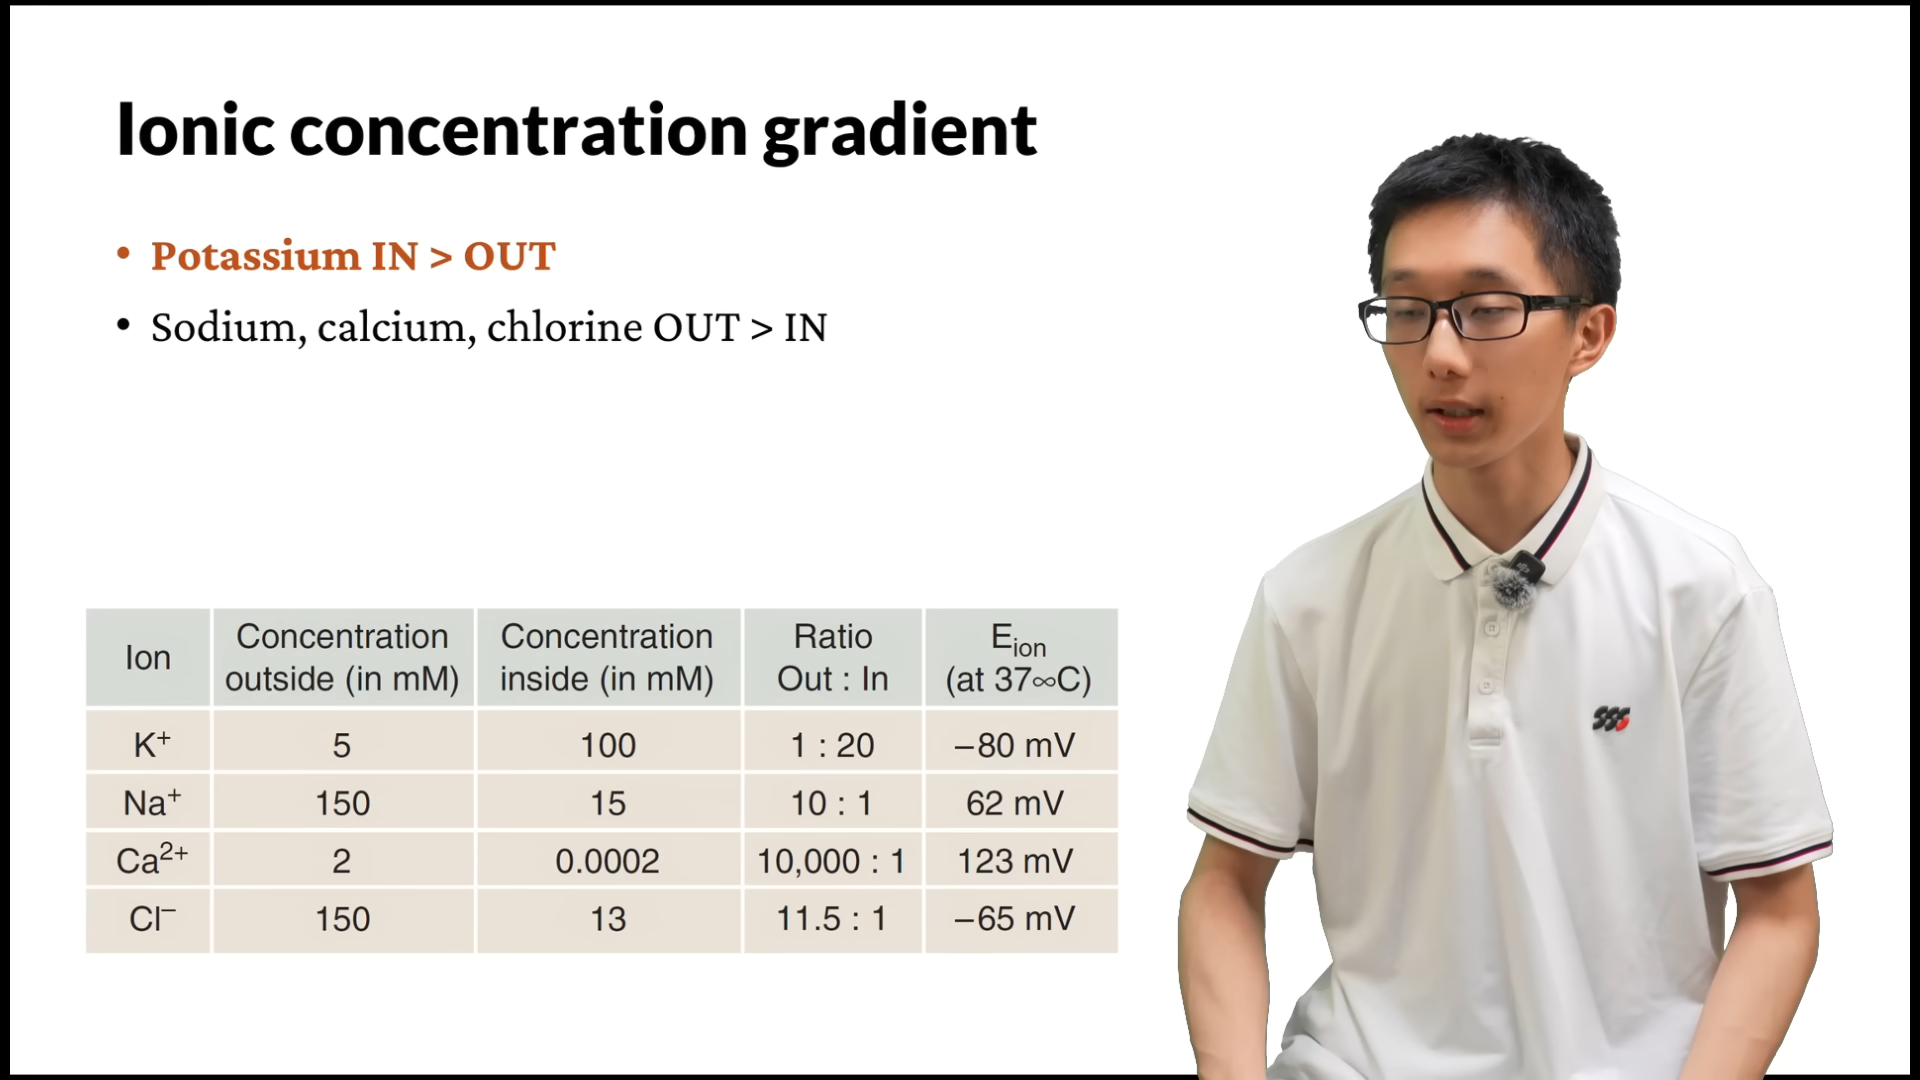 Ionic concentration gradient
• Potassium IN > OUT
• Sodium, calcium, chlorine OUT > IN
Ion Concentration outside (in mM) Concentration inside (in mM) Ratio Out : In E_ion (at 37∞C)
K⁺ 5 100 1 : 20 –80 mV
Na⁺ 150 15 10 : 1 62 mV
Ca²⁺ 2 0.0002 10,000 : 1 123 mV
Cl⁻ 150 13 11.5 : 1 –65 mV